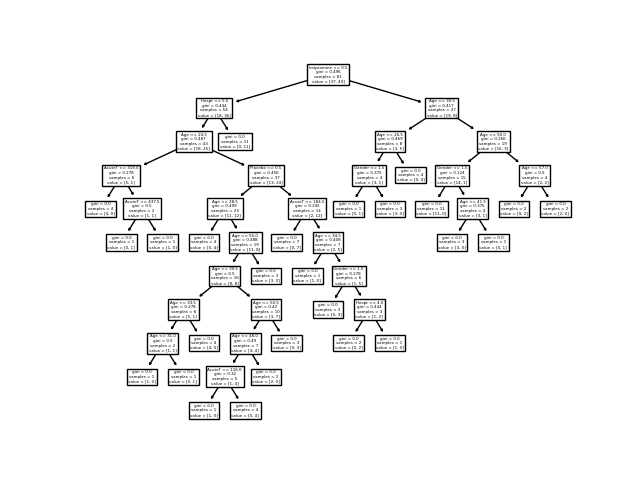 Imipramine <= 0.5
gini = 0.496
samples = 81
value = [37, 44]
Hospt <= 5.5
gini = 0.444
samples = 54
value = [18, 36]
Age <= 30.5
gini = 0.417
samples = 27
value = [19, 8]
Age <= 24.5
gini = 0.487
samples = 43
value = [18, 25]
gini = 0.0
samples = 11
value = [0, 11]
Age <= 26.5
gini = 0.469
samples = 8
value = [3, 5]
Age <= 50.0
gini = 0.266
samples = 19
value = [16, 3]
AcuteT <= 319.0
gini = 0.278
samples = 6
value = [5, 1]
Placebo <= 0.5
gini = 0.456
samples = 37
value = [13, 24]
Gender <= 1.5
gini = 0.375
samples = 4
value = [3, 1]
gini = 0.0
samples = 4
value = [0, 4]
Gender <= 1.5
gini = 0.124
samples = 15
value = [14, 1]
Age <= 57.0
gini = 0.5
samples = 4
value = [2, 2]
gini = 0.0
samples = 4
value = [4, 0]
AcuteT <= 437.5
gini = 0.5
samples = 2
value = [1, 1]
Age <= 28.5
gini = 0.499
samples = 23
value = [11, 12]
AcuteT <= 184.5
gini = 0.245
samples = 14
value = [2, 12]
gini = 0.0
samples = 1
value = [0, 1]
gini = 0.0
samples = 3
value = [3, 0]
gini = 0.0
samples = 11
value = [11, 0]
Age <= 41.5
gini = 0.375
samples = 4
value = [3, 1]
gini = 0.0
samples = 2
value = [0, 2]
gini = 0.0
samples = 2
value = [2, 0]
gini = 0.0
samples = 1
value = [0, 1]
gini = 0.0
samples = 1
value = [1, 0]
gini = 0.0
samples = 4
value = [0, 4]
Age <= 55.0
gini = 0.488
samples = 19
value = [11, 8]
gini = 0.0
samples = 7
value = [0, 7]
Age <= 34.5
gini = 0.408
samples = 7
value = [2, 5]
gini = 0.0
samples = 3
value = [3, 0]
gini = 0.0
samples = 1
value = [0, 1]
Age <= 39.5
gini = 0.5
samples = 16
value = [8, 8]
gini = 0.0
samples = 3
value = [3, 0]
gini = 0.0
samples = 1
value = [1, 0]
Gender <= 1.5
gini = 0.278
samples = 6
value = [1, 5]
Age <= 33.5
gini = 0.278
samples = 6
value = [5, 1]
Age <= 50.5
gini = 0.42
samples = 10
value = [3, 7]
gini = 0.0
samples = 3
value = [0, 3]
Hospt <= 4.0
gini = 0.444
samples = 3
value = [1, 2]
Age <= 31.0
gini = 0.5
samples = 2
value = [1, 1]
gini = 0.0
samples = 4
value = [4, 0]
gini = 0.49
samples = 7
value = [3, 4]
gini = 0.0
samples = 3
value = [0, 3]
gini = 0.0
samples = 2
value = [0, 2]
gini = 0.0
samples = 1
value = [1, 0]
gini = 0.0
samples = 1
value = [1, 0]
gini = 0.0
samples = 1
value = [0, 1]
AcuteT <= 116.0
gini = 0.32
samples = 5
value = [1, 4]
gini = 0.0
samples = 2
value = [2, 0]
gini = 0.0
samples = 1
value = [1, 0]
gini = 0.0
samples = 4
value = [0, 4]